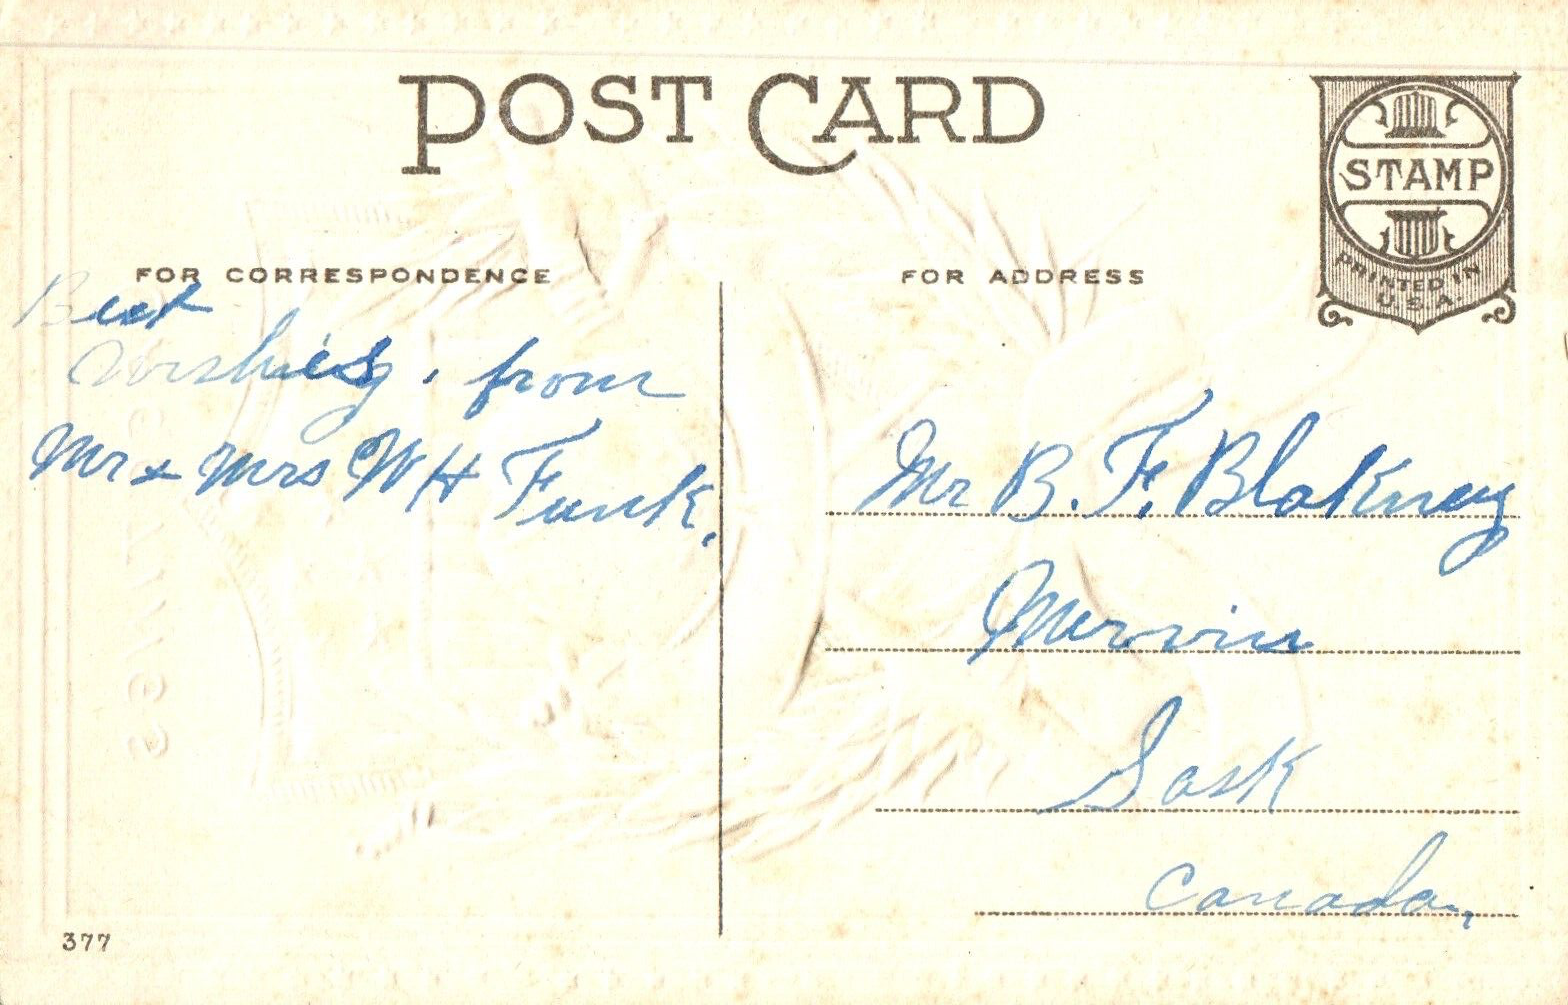 POST CARD
STAMP
PRINTED IN
U.S.A.
FOR CORRESPONDENCE
FOR ADDRESS
Best
Wishes, from
Mr & Mrs W H Funk.
Mr B. F. Blakney
Mervin
Sask
Canada,
377